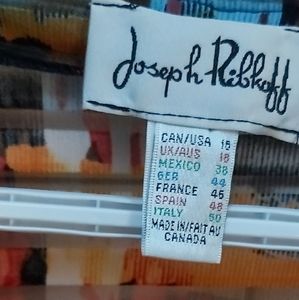 Joseph Ribkoff
CAN/USA 16
UK/AUS 18
MEXICO 38
GER 44
FRANCE 46
SPAIN 48
ITALY 50
MADE IN/FAIT AU
CANADA